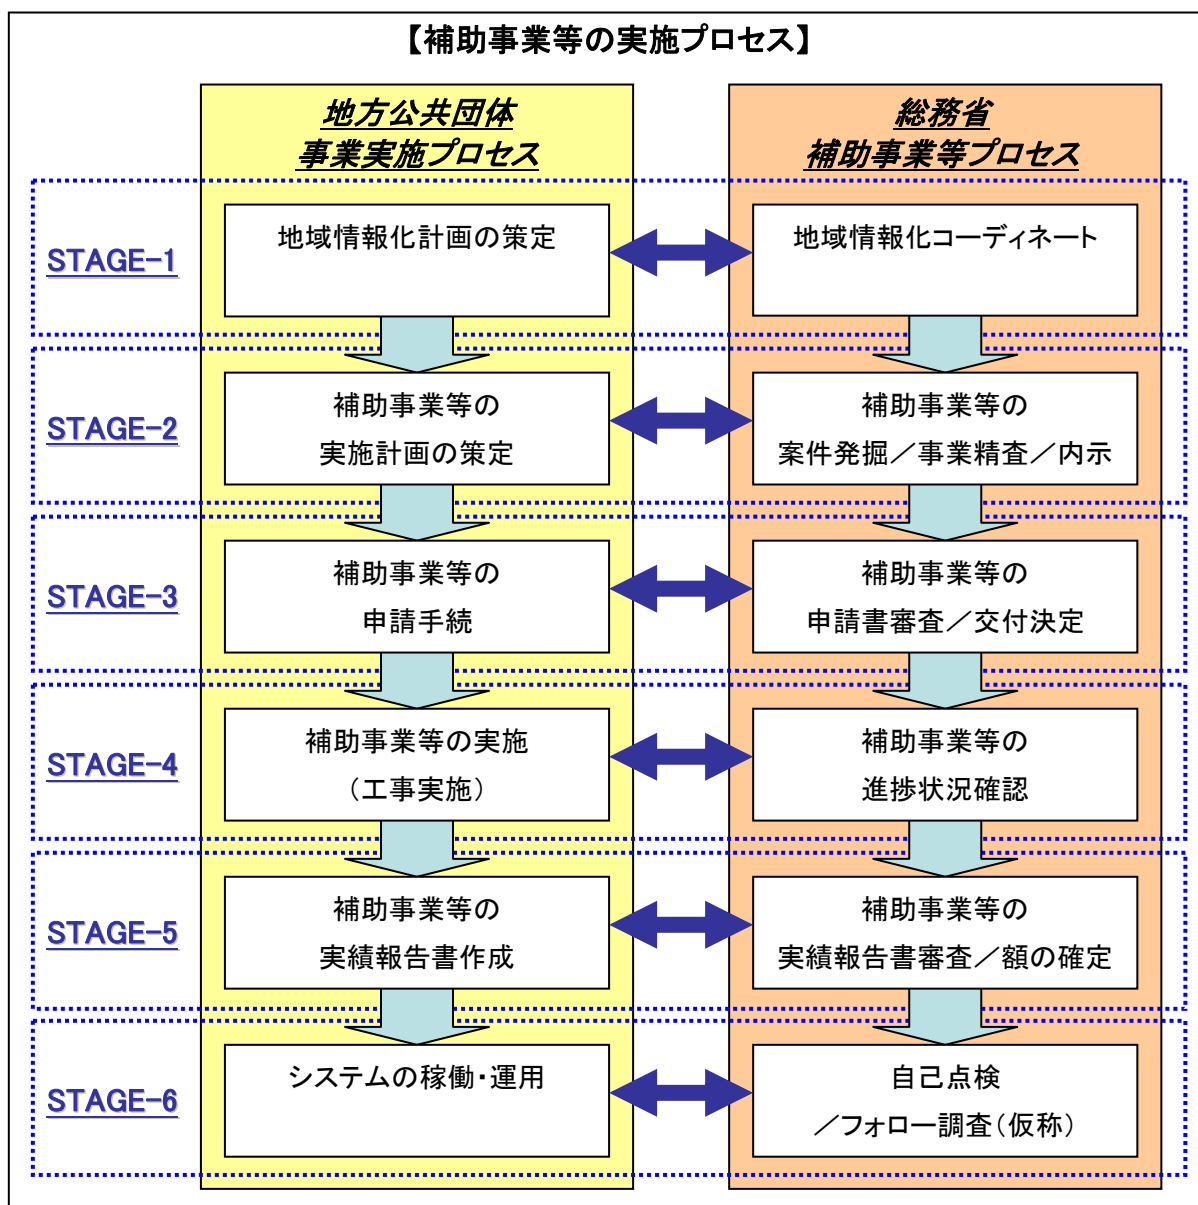 【補助事業等の実施プロセス】
地方公共団体
事業実施プロセス
総務省
補助事業等プロセス
STAGE-1
地域情報化計画の策定
地域情報化コーディネート
STAGE-2
補助事業等の
実施計画の策定
補助事業等の
案件発掘／事業精査／内示
STAGE-3
補助事業等の
申請手続
補助事業等の
申請書審査／交付決定
STAGE-4
補助事業等の実施
（工事実施）
補助事業等の
進捗状況確認
STAGE-5
補助事業等の
実績報告書作成
補助事業等の
実績報告書審査／額の確定
STAGE-6
システムの稼働・運用
自己点検
／フォロー調査（仮称）